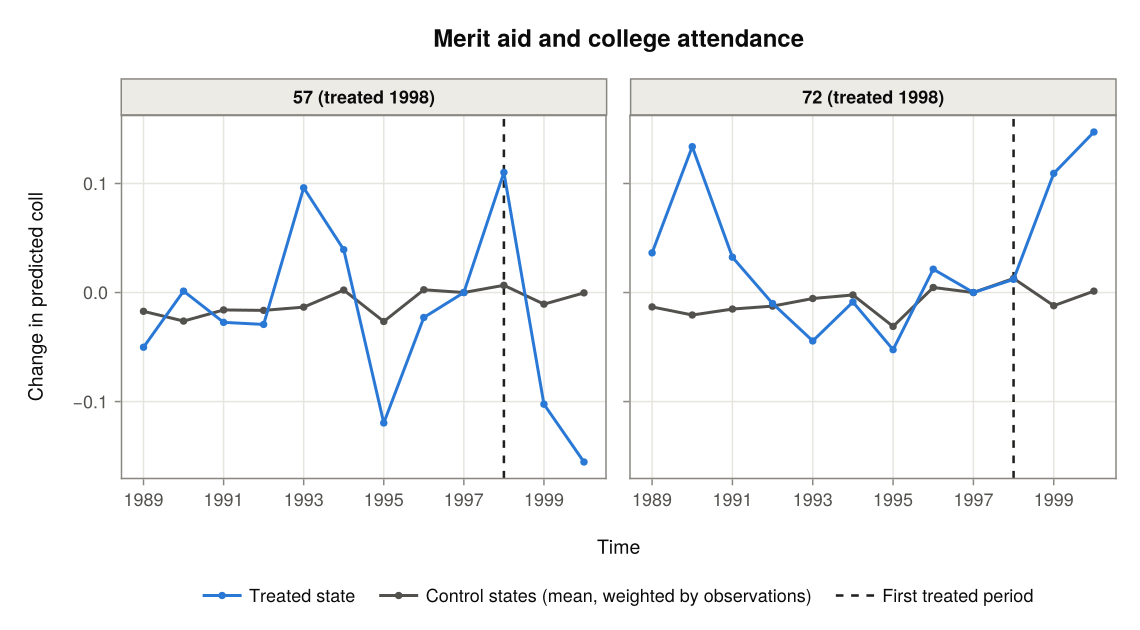 Merit aid and college attendance
57 (treated 1998)
72 (treated 1998)
Change in predicted coll
0.1
0.0
−0.1
1989 1991 1993 1995 1997 1999
1989 1991 1993 1995 1997 1999
Time
Treated state
Control states (mean, weighted by observations)
First treated period